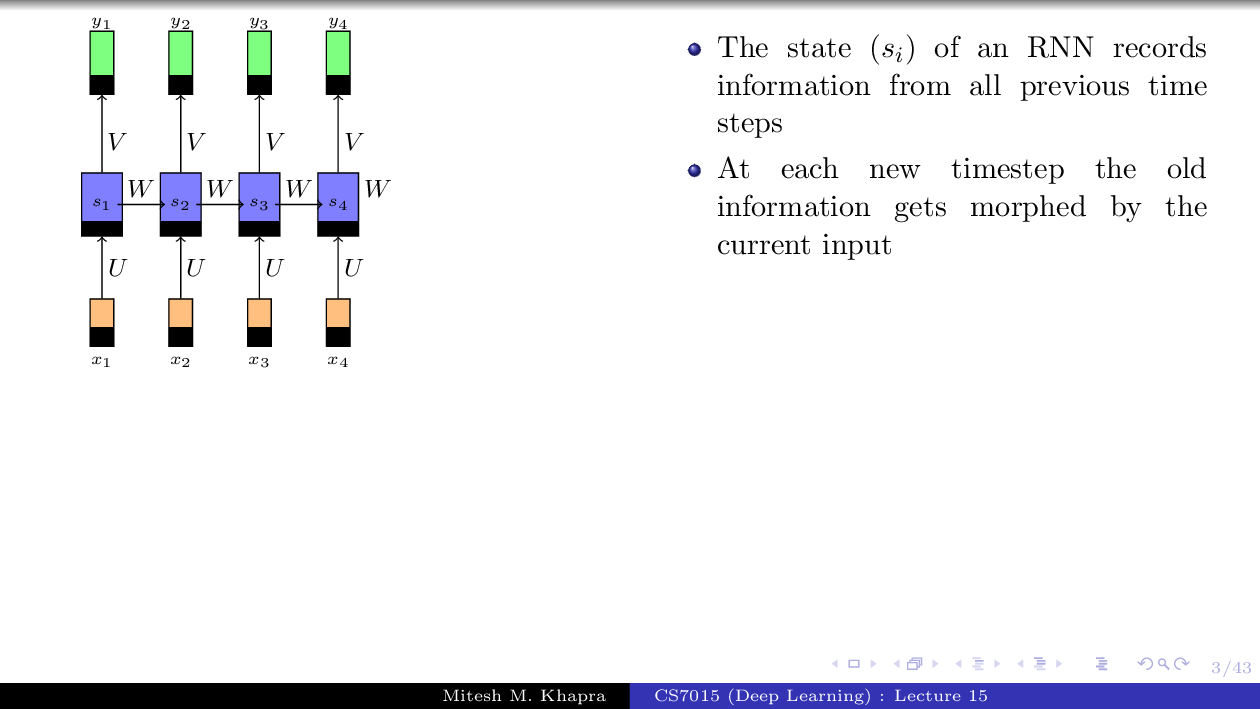 y1 y2 y3 y4
V V V V
W W W W
s1 s2 s3 s4
U U U U
x1 x2 x3 x4
The state (si) of an RNN records
information from all previous time
steps
At each new timestep the old
information gets morphed by the
current input
3/43
Mitesh M. Khapra
CS7015 (Deep Learning) : Lecture 15